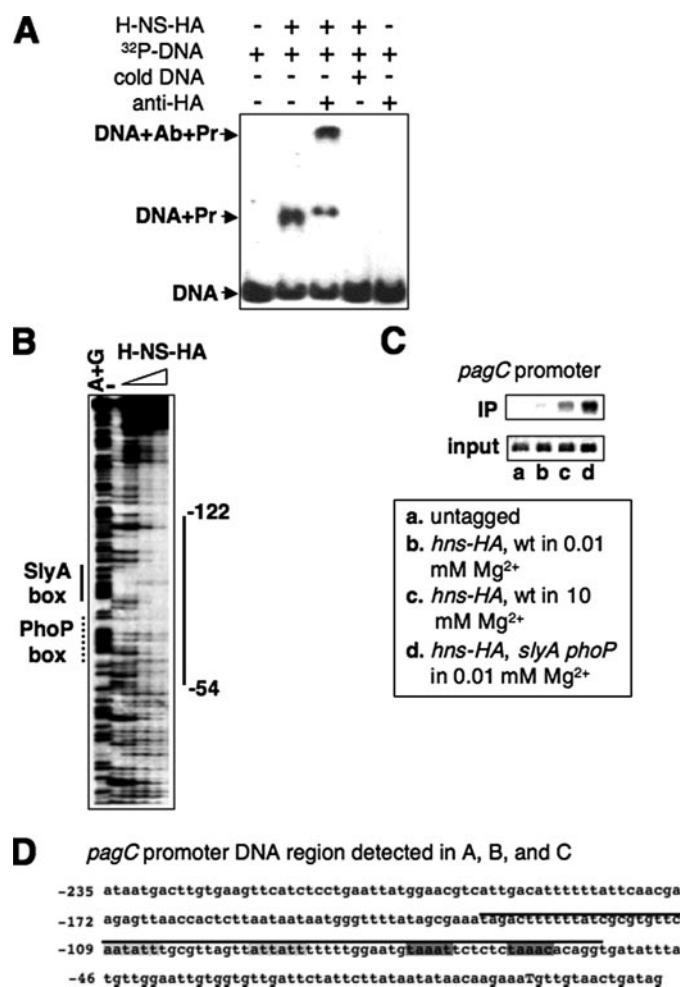 A
H-NS-HA - + + + -
32P-DNA + + + + +
cold DNA - - - + -
anti-HA - - + - +
DNA+Ab+Pr
DNA+Pr
DNA
B
A+G
-
H-NS-HA
-122
SlyA
box
PhoP
box
-54
C
pagC promoter
IP
input
a b c d
a. untagged
b. hns-HA, wt in 0.01
mM Mg2+
c. hns-HA, wt in 10
mM Mg2+
d. hns-HA, slyA phoP
in 0.01 mM Mg2+
D pagC promoter DNA region detected in A, B, and C
-235 ataatgacttgtgaagttcatctcctgaattatggaacgtcattgacattttttattcaacga
-172 agagttaaccactcttaataataatgggttttatagcgaaatagacttttttatcgcgtgttc
-109 aatatttgcgttagttattattttttttggaatgtaaattctctctaaacacaggtgatattta
-46 tgttggaattgtggtgttgattctattcttataatataacaagaaaTgttgtaactgatag